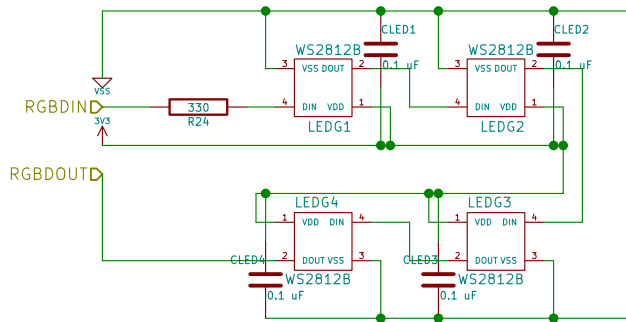 CLED1
CLED2
WS2812B
WS2812B
0.1 uF
0.1 uF
3 VSS DOUT 2
3 VSS DOUT 2
VSS
RGBDIN
330
4 DIN VDD 1
4 DIN VDD 1
3V3
R24
LEDG1
LEDG2
RGBDOUT
LEDG4
LEDG3
1 VDD DIN 4
1 VDD DIN 4
CLED4
2 DOUT VSS 3
CLED3
2 DOUT VSS 3
WS2812B
WS2812B
0.1 uF
0.1 uF